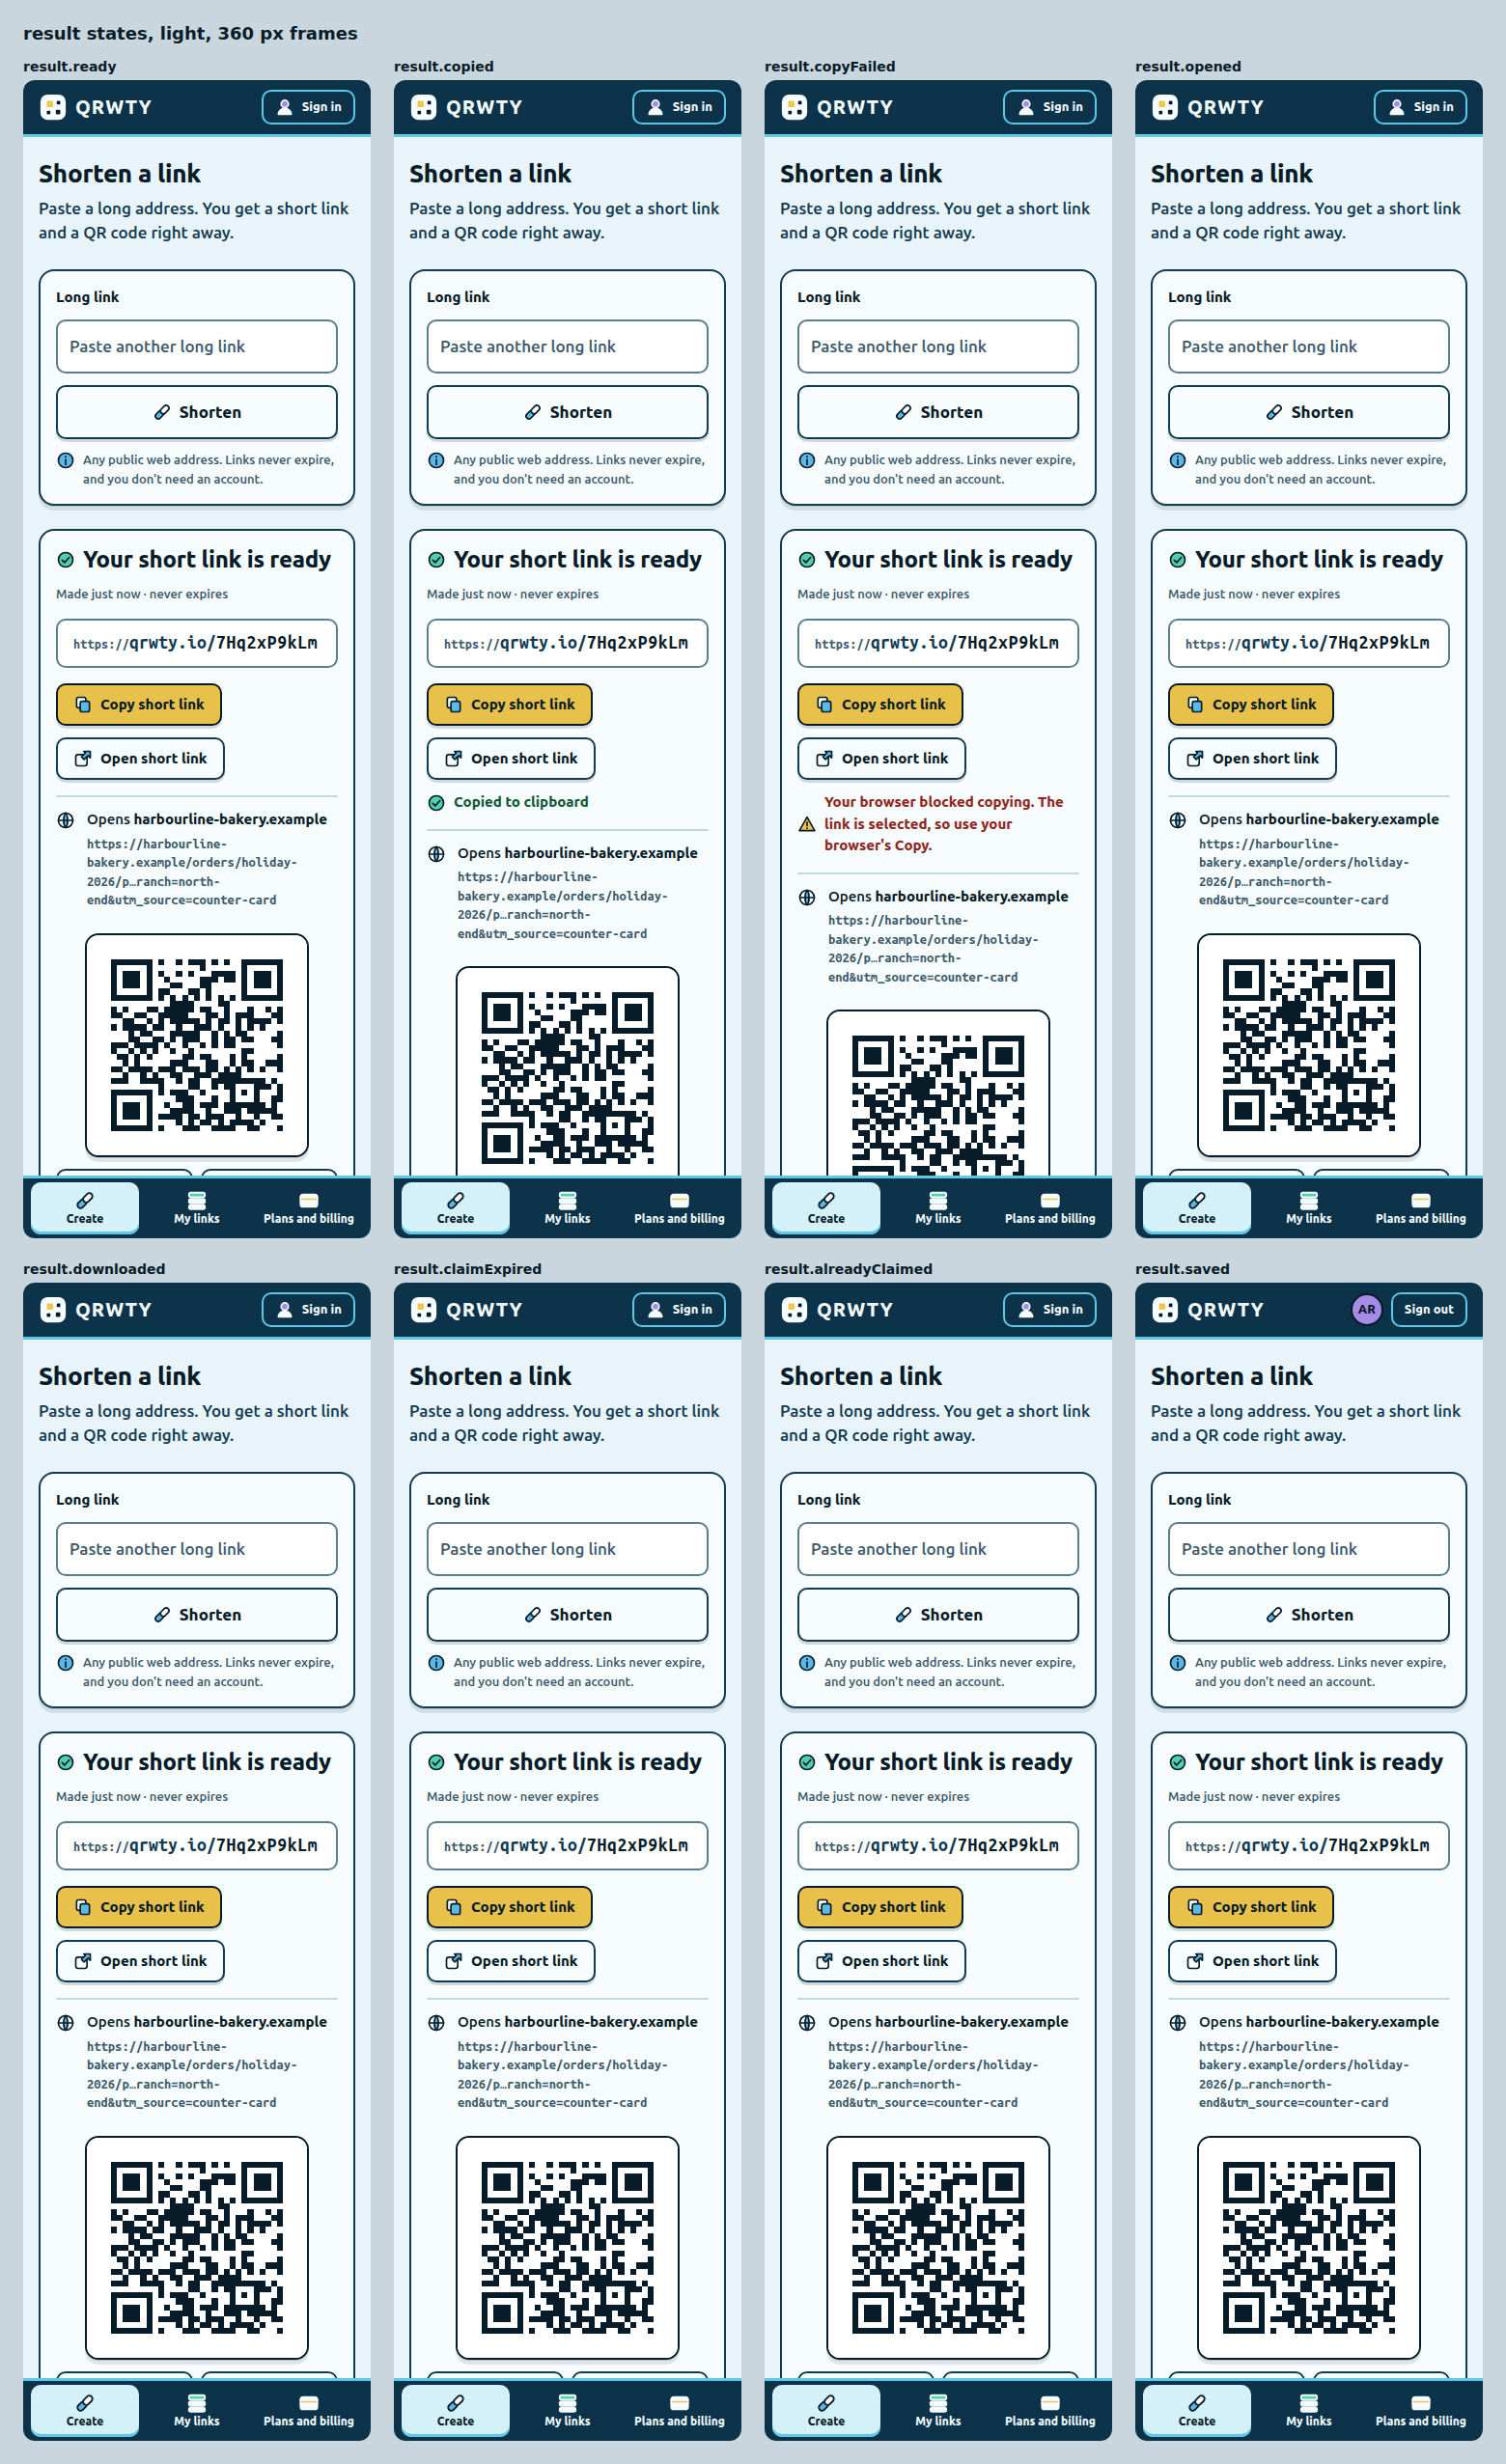 result states, light, 360 px frames
result.ready
QRWTY
Sign in
Shorten a link
Paste a long address. You get a short link
and a QR code right away.
Long link
Paste another long link
Shorten
Any public web address. Links never expire,
and you don't need an account.
Your short link is ready
Made just now · never expires
https://qrwty.io/7Hq2xP9kLm
Copy short link
Open short link
Opens harbourline-bakery.example
https://harbourline-
bakery.example/orders/holiday-
2026/p…ranch=north-
end&utm_source=counter-card
Create
My links
Plans and billing
result.copied
QRWTY
Sign in
Shorten a link
Paste a long address. You get a short link
and a QR code right away.
Long link
Paste another long link
Shorten
Any public web address. Links never expire,
and you don't need an account.
Your short link is ready
Made just now · never expires
https://qrwty.io/7Hq2xP9kLm
Copy short link
Open short link
Copied to clipboard
Opens harbourline-bakery.example
https://harbourline-
bakery.example/orders/holiday-
2026/p…ranch=north-
end&utm_source=counter-card
Create
My links
Plans and billing
result.copyFailed
QRWTY
Sign in
Shorten a link
Paste a long address. You get a short link
and a QR code right away.
Long link
Paste another long link
Shorten
Any public web address. Links never expire,
and you don't need an account.
Your short link is ready
Made just now · never expires
https://qrwty.io/7Hq2xP9kLm
Copy short link
Open short link
Your browser blocked copying. The
link is selected, so use your
browser's Copy.
Opens harbourline-bakery.example
https://harbourline-
bakery.example/orders/holiday-
2026/p…ranch=north-
end&utm_source=counter-card
Create
My links
Plans and billing
result.opened
QRWTY
Sign in
Shorten a link
Paste a long address. You get a short link
and a QR code right away.
Long link
Paste another long link
Shorten
Any public web address. Links never expire,
and you don't need an account.
Your short link is ready
Made just now · never expires
https://qrwty.io/7Hq2xP9kLm
Copy short link
Open short link
Opens harbourline-bakery.example
https://harbourline-
bakery.example/orders/holiday-
2026/p…ranch=north-
end&utm_source=counter-card
Create
My links
Plans and billing
result.downloaded
QRWTY
Sign in
Shorten a link
Paste a long address. You get a short link
and a QR code right away.
Long link
Paste another long link
Shorten
Any public web address. Links never expire,
and you don't need an account.
Your short link is ready
Made just now · never expires
https://qrwty.io/7Hq2xP9kLm
Copy short link
Open short link
Opens harbourline-bakery.example
https://harbourline-
bakery.example/orders/holiday-
2026/p…ranch=north-
end&utm_source=counter-card
Create
My links
Plans and billing
result.claimExpired
QRWTY
Sign in
Shorten a link
Paste a long address. You get a short link
and a QR code right away.
Long link
Paste another long link
Shorten
Any public web address. Links never expire,
and you don't need an account.
Your short link is ready
Made just now · never expires
https://qrwty.io/7Hq2xP9kLm
Copy short link
Open short link
Opens harbourline-bakery.example
https://harbourline-
bakery.example/orders/holiday-
2026/p…ranch=north-
end&utm_source=counter-card
Create
My links
Plans and billing
result.alreadyClaimed
QRWTY
Sign in
Shorten a link
Paste a long address. You get a short link
and a QR code right away.
Long link
Paste another long link
Shorten
Any public web address. Links never expire,
and you don't need an account.
Your short link is ready
Made just now · never expires
https://qrwty.io/7Hq2xP9kLm
Copy short link
Open short link
Opens harbourline-bakery.example
https://harbourline-
bakery.example/orders/holiday-
2026/p…ranch=north-
end&utm_source=counter-card
Create
My links
Plans and billing
result.saved
QRWTY
AR
Sign out
Shorten a link
Paste a long address. You get a short link
and a QR code right away.
Long link
Paste another long link
Shorten
Any public web address. Links never expire,
and you don't need an account.
Your short link is ready
Made just now · never expires
https://qrwty.io/7Hq2xP9kLm
Copy short link
Open short link
Opens harbourline-bakery.example
https://harbourline-
bakery.example/orders/holiday-
2026/p…ranch=north-
end&utm_source=counter-card
Create
My links
Plans and billing